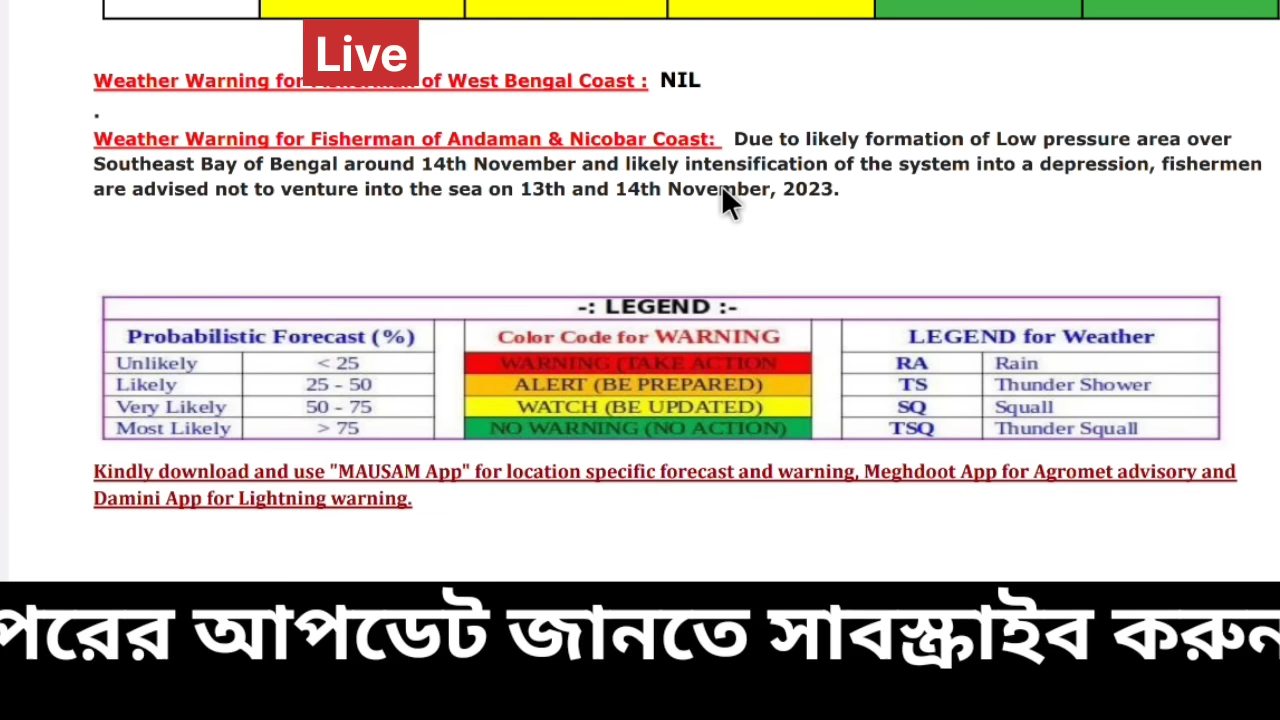 Live
Weather Warning for Fisherman of West Bengal Coast : NIL
.
Weather Warning for Fisherman of Andaman & Nicobar Coast: Due to likely formation of Low pressure area over
Southeast Bay of Bengal around 14th November and likely intensification of the system into a depression, fishermen
are advised not to venture into the sea on 13th and 14th November, 2023.
-: LEGEND :-
Probabilistic Forecast (%) Color Code for WARNING LEGEND for Weather
Unlikely < 25 WARNING (TAKE ACTION RA Rain
Likely 25 - 50 ALERT (BE PREPARED) TS Thunder Shower
Very Likely 50 - 75 WATCH (BE UPDATED) SQ Squall
Most Likely > 75 NO WARNING (NO ACTION) TSQ Thunder Squall
Kindly download and use "MAUSAM App" for location specific forecast and warning, Meghdoot App for Agromet advisory and
Damini App for Lightning warning.
পরের আপডেট জানতে সাবস্ক্রাইব করুন